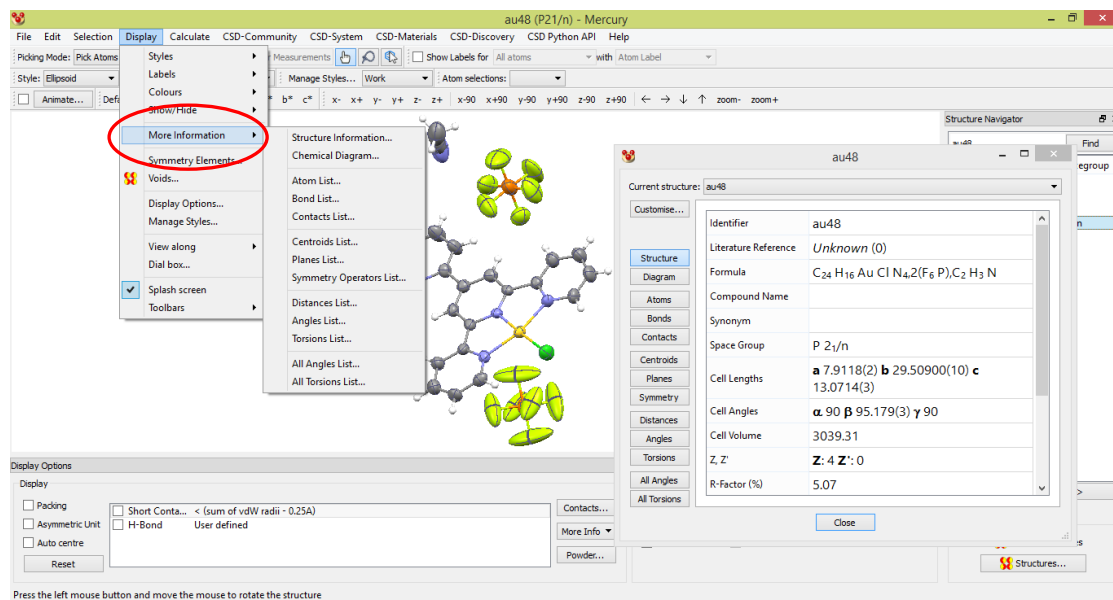 au48 (P21/n) - Mercury
File Edit Selection Display Calculate CSD-Community CSD-System CSD-Materials CSD-Discovery CSD Python API Help
Picking Mode: Pick Atoms Measurements Show Labels for All atoms with Atom Label
Style: Ellipsoid Manage Styles... Work Atom selections:
Animate... b* c* x- x+ y- y+ z- z+ x-90 x+90 y-90 y+90 z-90 z+90 ← → ↓ ↑ zoom- zoom+
Styles
Labels
Colours
Show/Hide
More Information
Symmetry Elements...
Voids...
Display Options...
Manage Styles...
View along
Dial box...
Splash screen
Toolbars
Structure Information...
Chemical Diagram...
Atom List...
Bond List...
Contacts List...
Centroids List...
Planes List...
Symmetry Operators List...
Distances List...
Angles List...
Torsions List...
All Angles List...
All Torsions List...
Structure Navigator
au48 Find
au48
Current structure: au48
Customise...
Structure
Diagram
Atoms
Bonds
Contacts
Centroids
Planes
Symmetry
Distances
Angles
Torsions
All Angles
All Torsions
Identifier au48
Literature Reference Unknown (0)
Formula C24 H16 Au Cl N4,2(F6 P),C2 H3 N
Compound Name
Synonym
Space Group P 21/n
Cell Lengths a 7.9118(2) b 29.50900(10) c
13.0714(3)
Cell Angles α 90 β 95.179(3) γ 90
Cell Volume 3039.31
Z, Z' Z: 4 Z': 0
R-Factor (%) 5.07
Close
Display Options
Display
Packing
Asymmetric Unit
Auto centre
Reset
Short Conta... < (sum of vdW radii - 0.25A)
H-Bond User defined
Contacts...
More Info
Powder...
Structures...
Press the left mouse button and move the mouse to rotate the structure